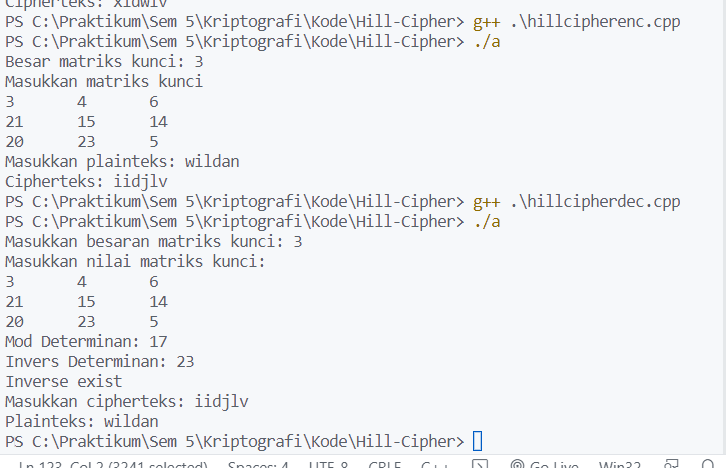 Cipherteks: xidwlv
PS C:\Praktikum\Sem 5\Kriptografi\Kode\Hill-Cipher> g++ .\hillcipherenc.cpp
PS C:\Praktikum\Sem 5\Kriptografi\Kode\Hill-Cipher> ./a
Besar matriks kunci: 3
Masukkan matriks kunci
3 4 6
21 15 14
20 23 5
Masukkan plainteks: wildan
Cipherteks: iidjlv
PS C:\Praktikum\Sem 5\Kriptografi\Kode\Hill-Cipher> g++ .\hillcipherdec.cpp
PS C:\Praktikum\Sem 5\Kriptografi\Kode\Hill-Cipher> ./a
Masukkan besaran matriks kunci: 3
Masukkan nilai matriks kunci:
3 4 6
21 15 14
20 23 5
Mod Determinan: 17
Invers Determinan: 23
Inverse exist
Masukkan cipherteks: iidjlv
Plainteks: wildan
PS C:\Praktikum\Sem 5\Kriptografi\Kode\Hill-Cipher>
Ln 123, Col 2 (3241 selected) Spaces: 4 UTF-8 CRLF C++ Go Live Win32